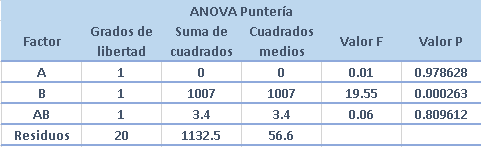 ANOVA Puntería
Factor Grados de libertad Suma de cuadrados Cuadrados medios Valor F Valor P
A 1 0 0 0.01 0.978628
B 1 1007 1007 19.55 0.000263
AB 1 3.4 3.4 0.06 0.809612
Residuos 20 1132.5 56.6